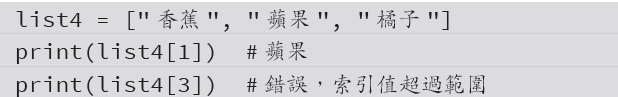 list4 = ["香蕉", "蘋果", "橘子"]
print(list4[1])  #蘋果
print(list4[3])  #錯誤，索引值超過範圍